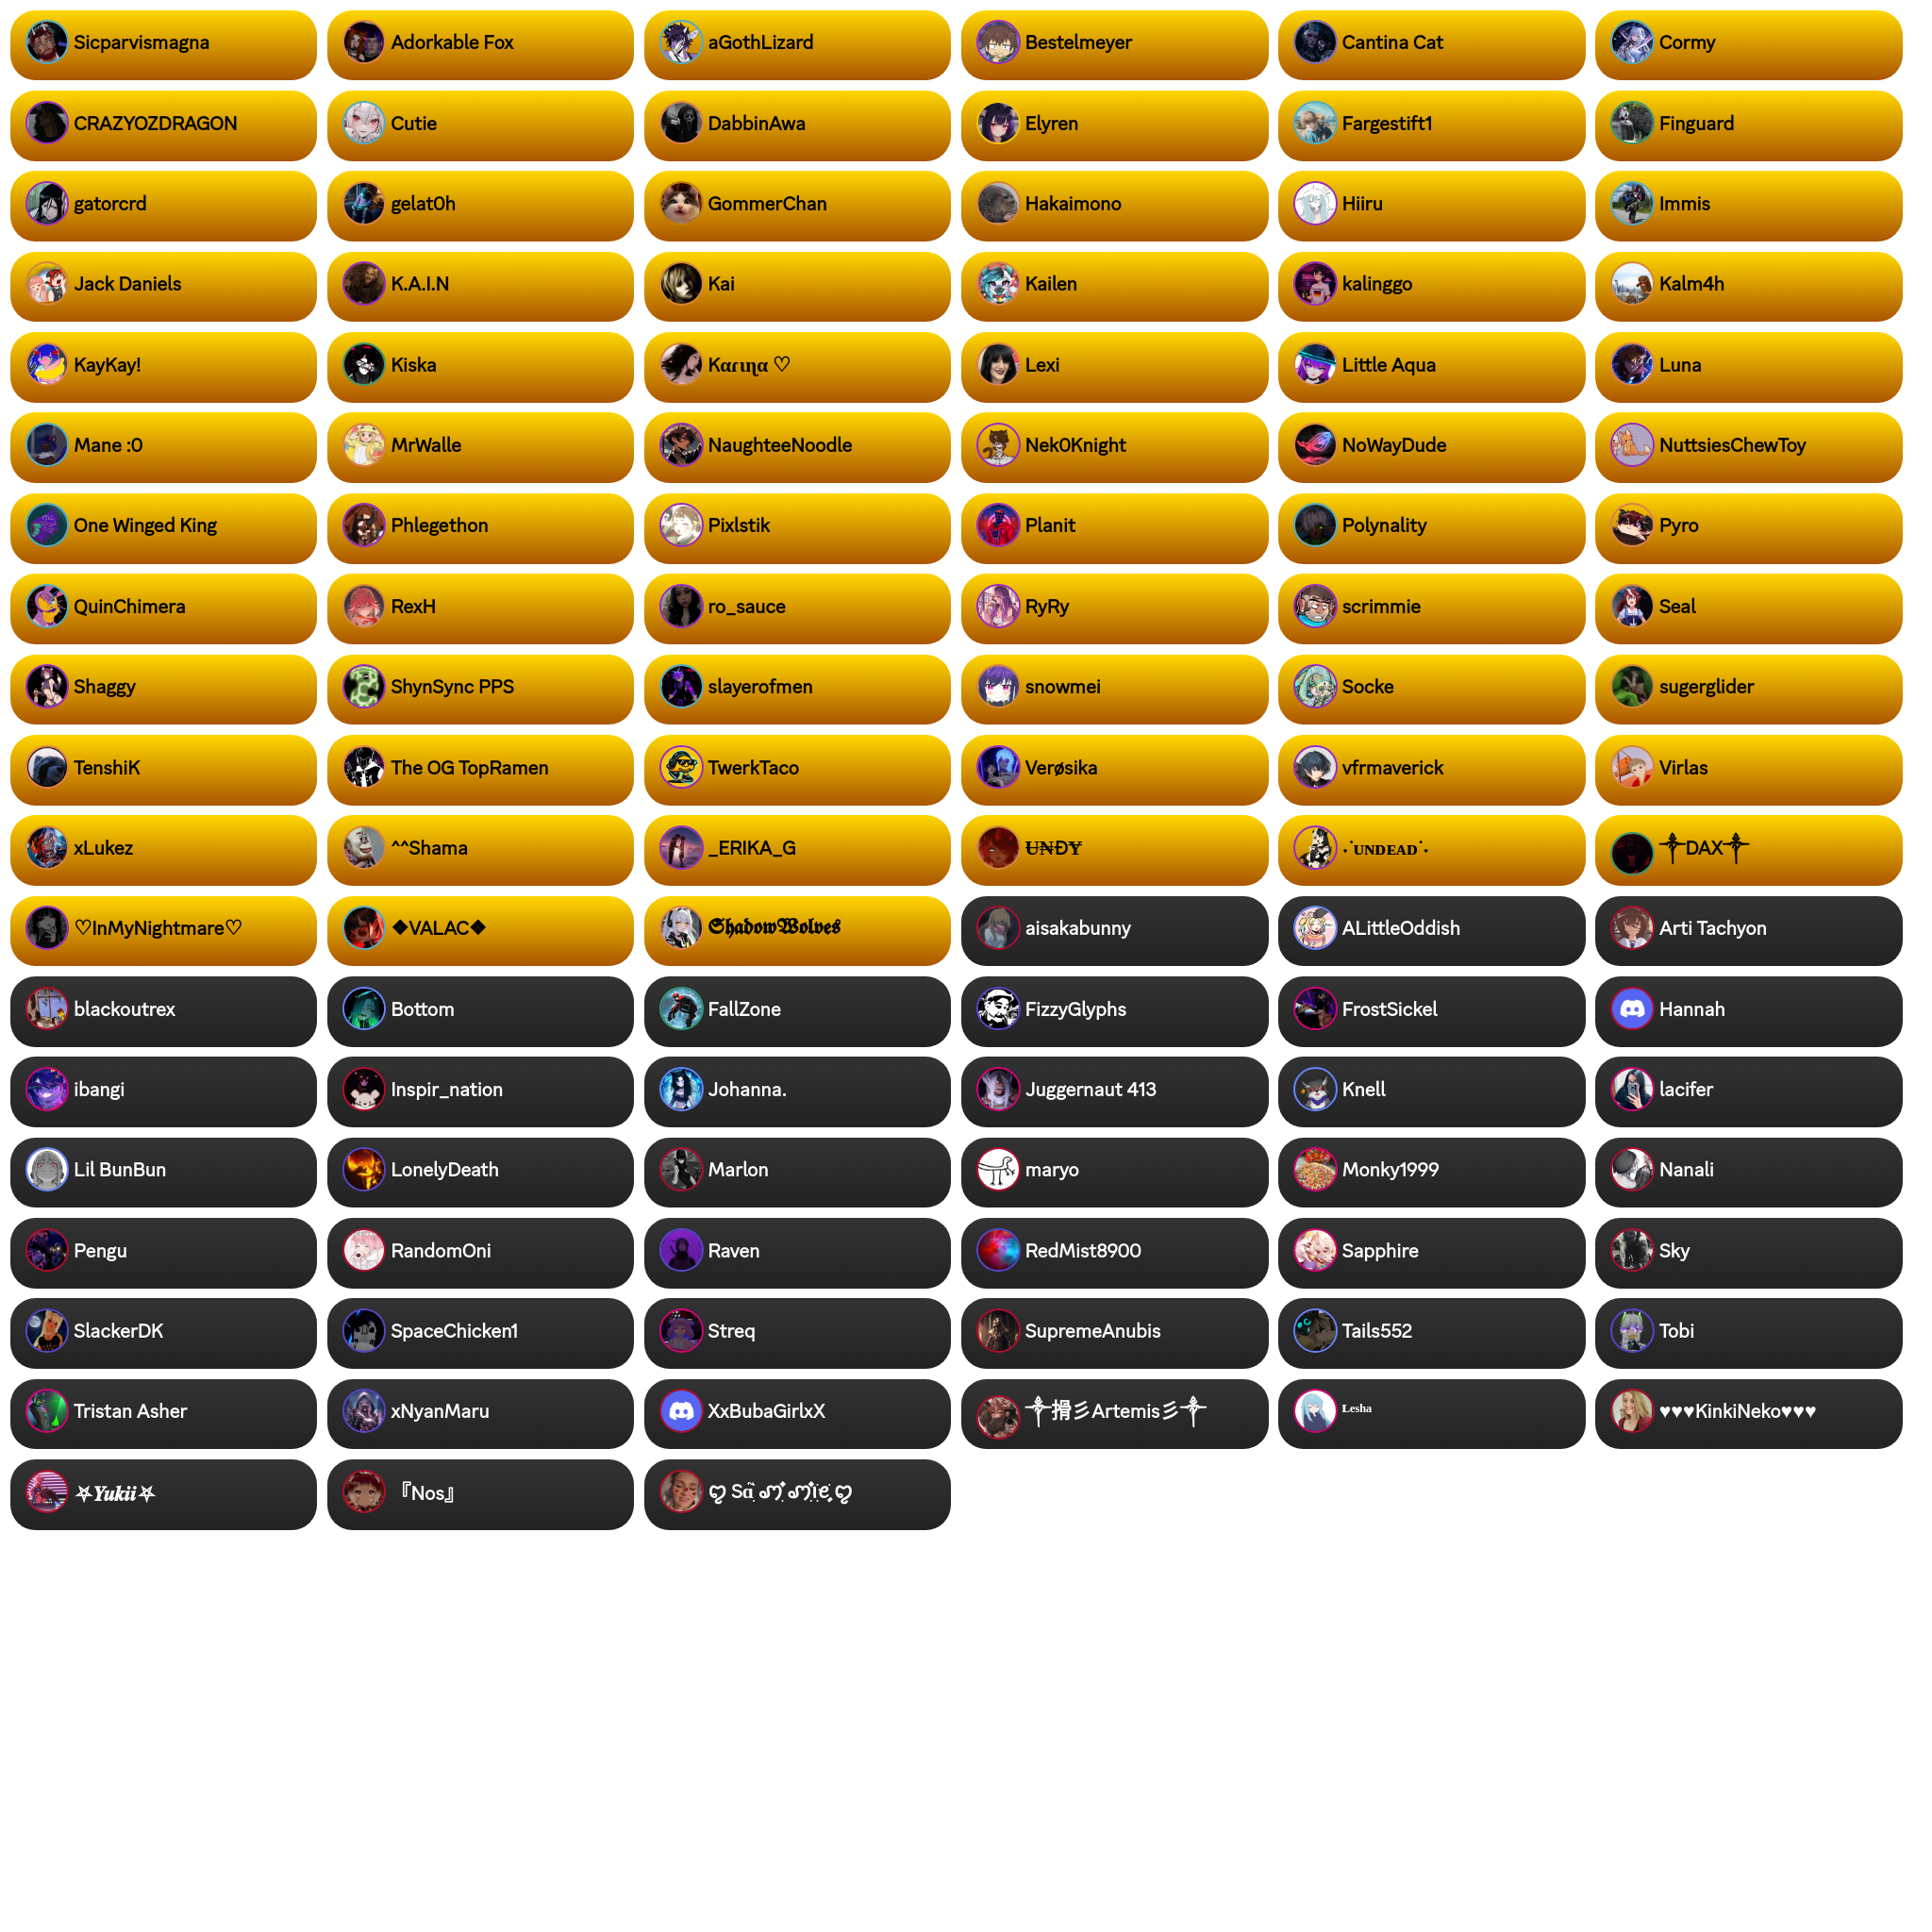 Sicparvismagna Adorkable Fox aGothLizard Bestelmeyer Cantina Cat Cormy
CRAZYOZDRAGON Cutie DabbinAwa Elyren Fargestift1 Finguard
gatorcrd gelat0h GommerChan Hakaimono Hiiru Immis
Jack Daniels K.A.I.N Kai Kailen kalinggo Kalm4h
KayKay! Kiska Kαɾιɳα ♡ Lexi Little Aqua Luna
Mane :0 MrWalle NaughteeNoodle Nek0Knight NoWayDude NuttsiesChewToy
One Winged King Phlegethon Pixlstik Planit Polynality Pyro
QuinChimera RexH ro_sauce RyRy scrimmie Seal
Shaggy ShynSync PPS slayerofmen snowmei Socke sugerglider
TenshiK The OG TopRamen TwerkTaco Verøsika vfrmaverick Virlas
xLukez ^^Shama _ERIKA_G Ʉ₦ĐɎ ˖˙ᴜɴᴅᴇᴀᴅ˙˖ ༒DAX༒
♡InMyNightmare♡ ❖VALAC❖ 𝕾𝖍𝖆𝖉𝖔𝖜𝖂𝖔𝖑𝖛𝖊𝖘 aisakabunny ALittleOddish Arti Tachyon
blackoutrex Bottom FallZone FizzyGlyphs FrostSickel Hannah
ibangi Inspir_nation Johanna. Juggernaut 413 Knell lacifer
Lil BunBun LonelyDeath Marlon maryo Monky1999 Nanali
Pengu RandomOni Raven RedMist8900 Sapphire Sky
SlackerDK SpaceChicken1 Streq SupremeAnubis Tails552 Tobi
Tristan Asher xNyanMaru XxBubaGirlxX ༒搰彡Artemis彡༒ ᴸᵉˢʰᵃ ♥♥♥KinkiNeko♥♥♥
⛧𝒀𝒖𝒌𝒊𝒊⛧ 『Nos』